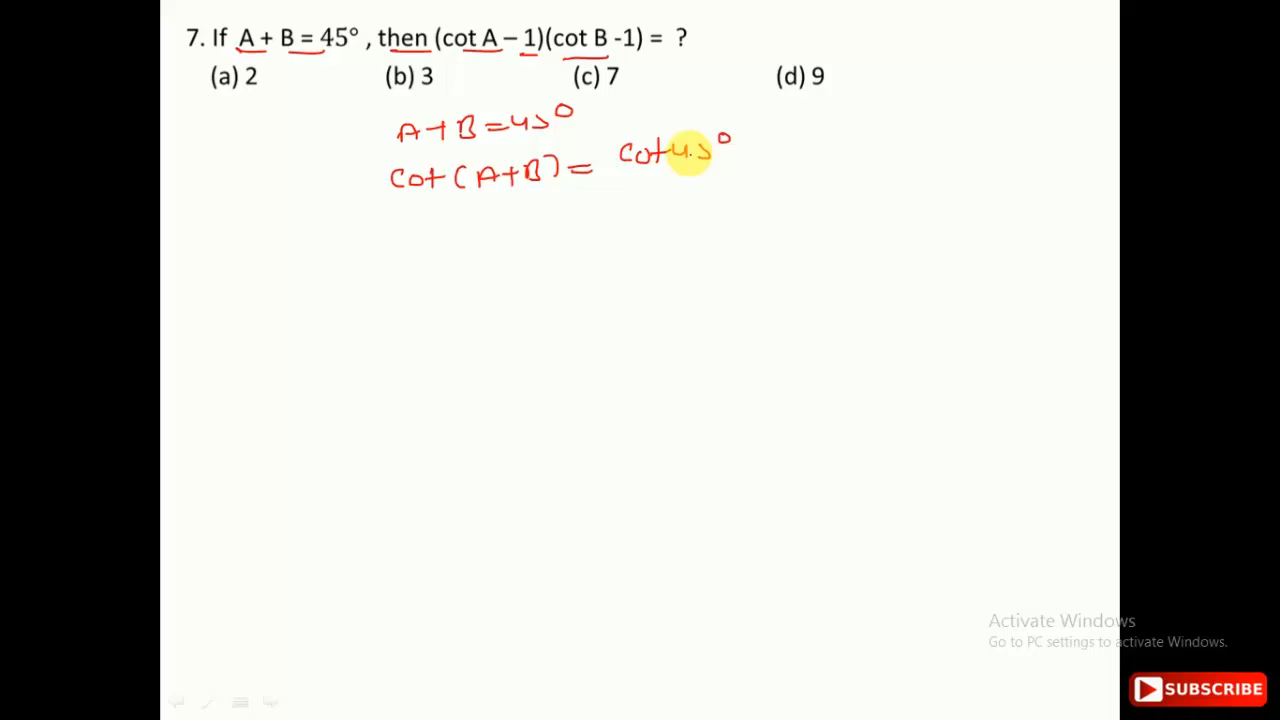 7. If A + B = 45° , then (cot A – 1)(cot B -1) = ?
(a) 2 (b) 3 (c) 7 (d) 9
A+B=45°
cot(A+B)= cot45°
Activate Windows
Go to PC settings to activate Windows.
SUBSCRIBE